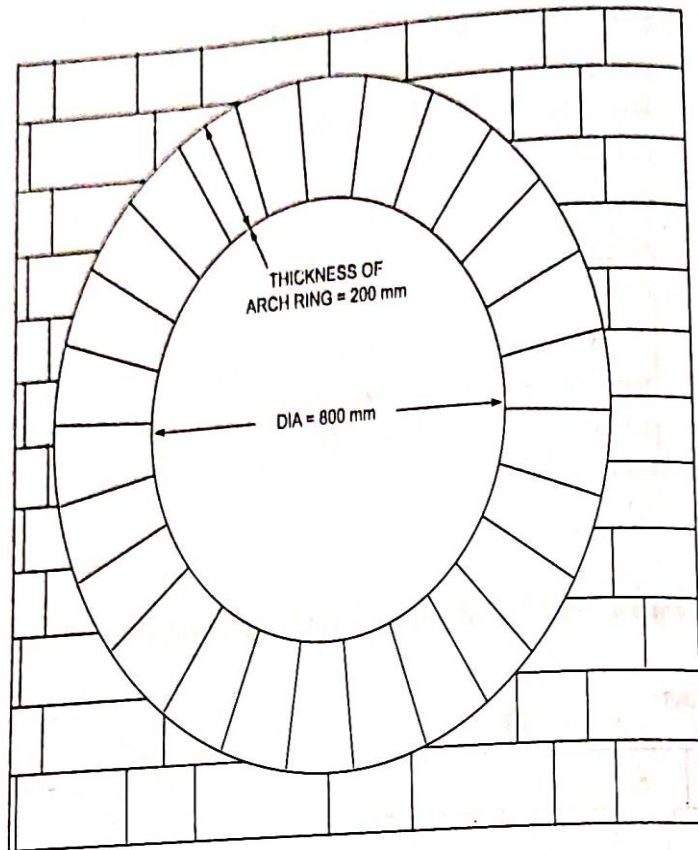 THICKNESS OF
ARCH RING = 200 mm
DIA = 800 mm